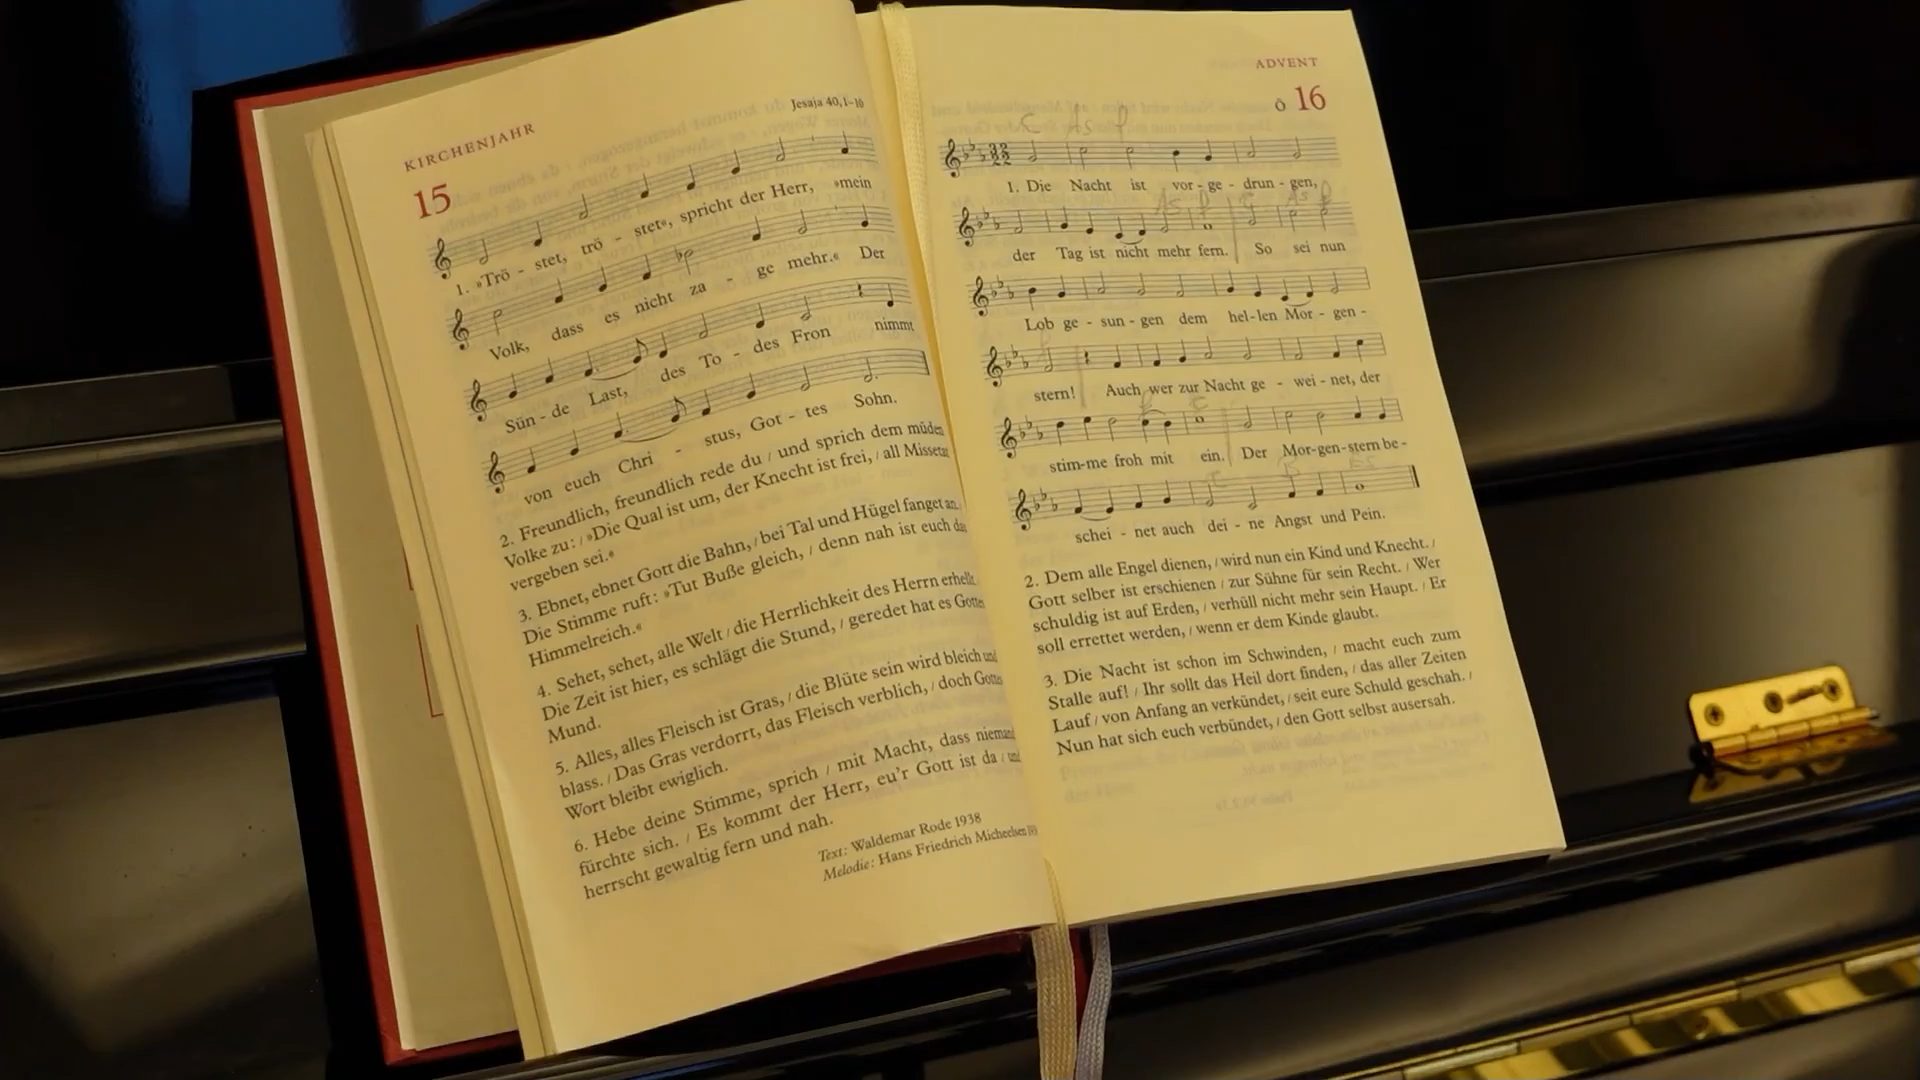 KIRCHENJAHR
Jesaja 40,1–10
15
1. »Trö - stet, trö - stet«, spricht der Herr, »mein
Volk, dass es nicht za - ge mehr.« Der
Sün - de Last, des To - des Fron nimmt
von euch Chri - stus, Got - tes Sohn.
2. Freundlich, freundlich rede du / und sprich dem müden
Volke zu: / »Die Qual ist um, der Knecht ist frei, / all Missetat
vergeben sei.«
3. Ebnet, ebnet Gott die Bahn, / bei Tal und Hügel fanget an.
Die Stimme ruft: »Tut Buße gleich, / denn nah ist euch das
Himmelreich.«
4. Sehet, sehet, alle Welt / die Herrlichkeit des Herrn erhellt.
Die Zeit ist hier, es schlägt die Stund, / geredet hat es Gottes
Mund.
5. Alles, alles Fleisch ist Gras, / die Blüte sein wird bleich und
blass. / Das Gras verdorrt, das Fleisch verblich, / doch Gottes
Wort bleibt ewiglich.
6. Hebe deine Stimme, sprich / mit Macht, dass niemand
fürchte sich. / Es kommt der Herr, eu'r Gott ist da / und
herrscht gewaltig fern und nah.
Text: Waldemar Rode 1938
Melodie: Hans Friedrich Micheelsen
ADVENT
Ö 16
C As f
1. Die Nacht ist vor - ge - drun - gen,
der Tag ist nicht mehr fern. So sei nun
Lob ge - sun - gen dem hel - len Mor - gen -
stern! Auch wer zur Nacht ge - wei - net, der
stim - me froh mit ein. Der Mor - gen - stern be -
schei - net auch dei - ne Angst und Pein.
2. Dem alle Engel dienen, / wird nun ein Kind und Knecht. /
Gott selber ist erschienen / zur Sühne für sein Recht. / Wer
schuldig ist auf Erden, / verhüll nicht mehr sein Haupt. / Er
soll errettet werden, / wenn er dem Kinde glaubt.
3. Die Nacht ist schon im Schwinden, / macht euch zum
Stalle auf! / Ihr sollt das Heil dort finden, / das aller Zeiten
Lauf / von Anfang an verkündet, / seit eure Schuld geschah. /
Nun hat sich euch verbündet, / den Gott selbst ausersah.